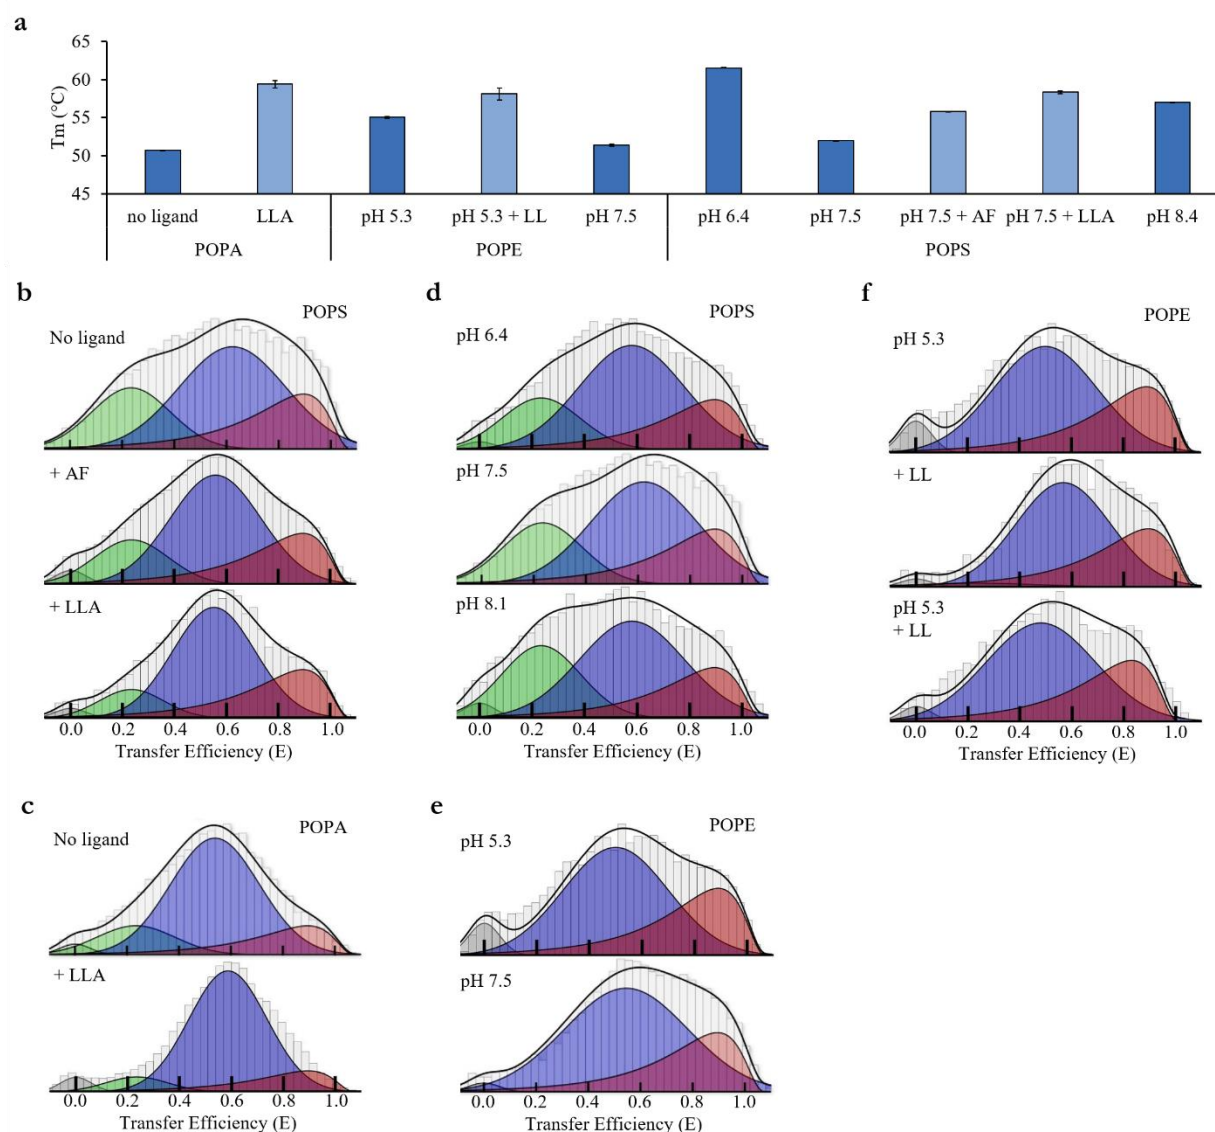 a
65
60
55
50
45
Tm (°C)
no ligand LLA pH 5.3 pH 5.3 + LL pH 7.5 pH 6.4 pH 7.5 pH 7.5 + AF pH 7.5 + LLA pH 8.4
POPA POPE POPS
b
POPS
No ligand
+ AF
+ LLA
0.0 0.2 0.4 0.6 0.8 1.0
Transfer Efficiency (E)
d
POPS
pH 6.4
pH 7.5
pH 8.1
0.0 0.2 0.4 0.6 0.8 1.0
Transfer Efficiency (E)
f
POPE
pH 5.3
+ LL
pH 5.3
+ LL
0.0 0.2 0.4 0.6 0.8 1.0
Transfer Efficiency (E)
c
POPA
No ligand
+ LLA
0.0 0.2 0.4 0.6 0.8 1.0
Transfer Efficiency (E)
e
POPE
pH 5.3
pH 7.5
0.0 0.2 0.4 0.6 0.8 1.0
Transfer Efficiency (E)